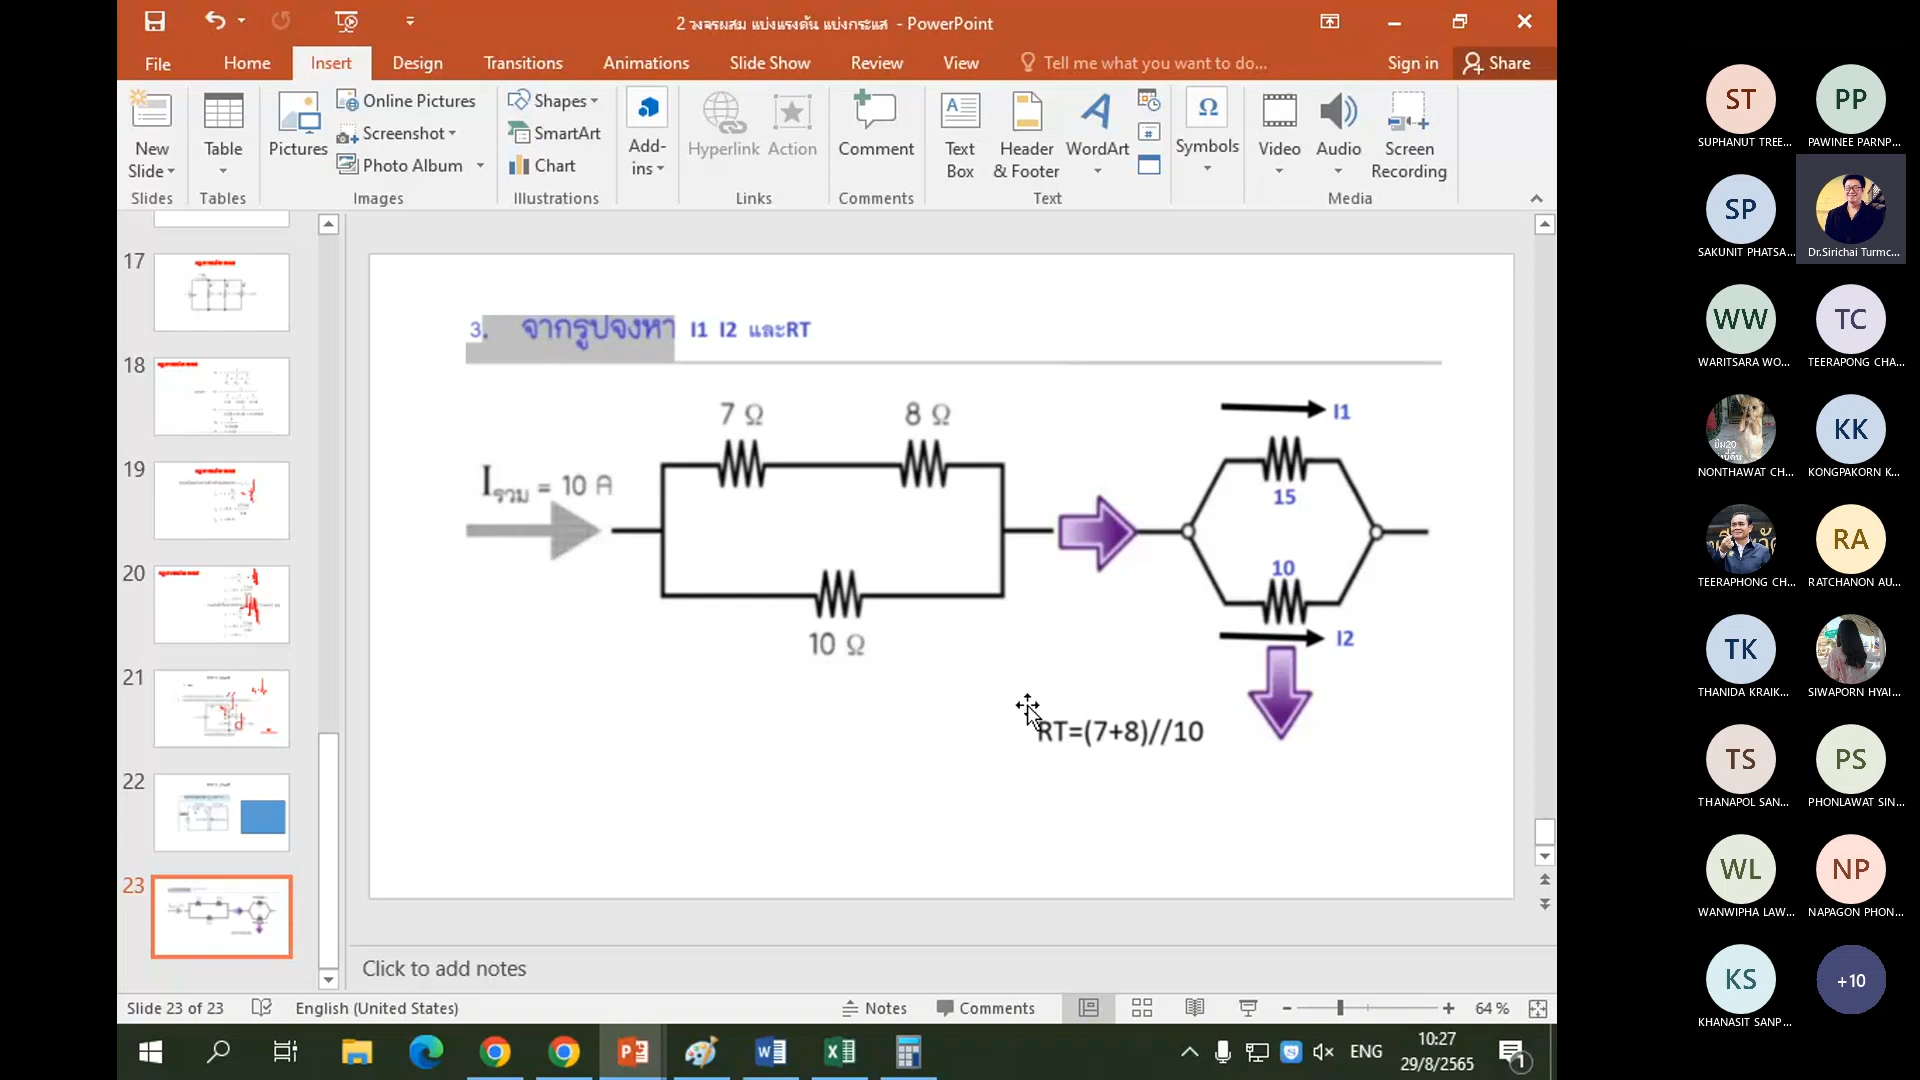 2 วงจรผสม แบ่งแรงดัน แบ่งกระแส - PowerPoint
File Home Insert Design Transitions Animations Slide Show Review View Tell me what you want to do... Sign in Share
New Slide
Slides
Table
Tables
Pictures
Online Pictures
Screenshot
Photo Album
Images
Shapes
SmartArt
Chart
Illustrations
Add-ins
Hyperlink Action
Links
Comment
Comments
Text Box
Header & Footer
WordArt
Text
Symbols
Video
Audio
Screen Recording
Media
17
18
19
20
21
22
23
3. จากรูปจงหา I1 I2 และRT
7 Ω
8 Ω
Iรวม = 10 A
10 Ω
I1
15
10
I2
RT=(7+8)//10
Click to add notes
Slide 23 of 23 English (United States) Notes Comments 64 %
ENG
10:27
29/8/2565
1
ST
SUPHANUT TREE...
PP
PAWINEE PARNP...
SP
SAKUNIT PHATSA...
Dr.Sirichai Turmc...
WW
WARITSARA WO...
TC
TEERAPONG CHA...
NONTHAWAT CH...
KK
KONGPAKORN K...
TEERAPHONG CH...
RA
RATCHANON AU...
TK
THANIDA KRAIK...
SIWAPORN HYAI...
TS
THANAPOL SAN...
PS
PHONLAWAT SIN...
WL
WANWIPHA LAW...
NP
NAPAGON PHON...
KS
KHANASIT SANP...
+10